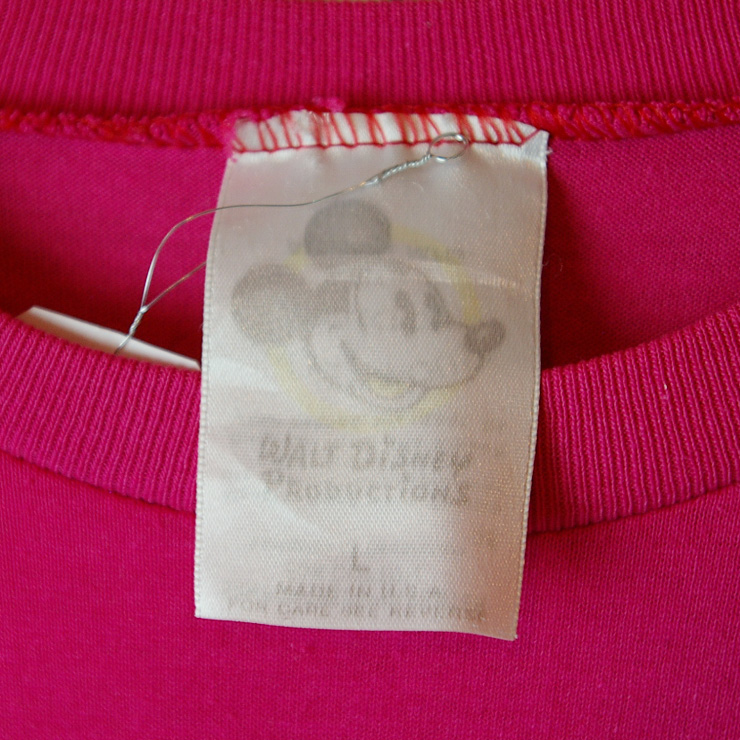 WALT DISNEY
PRODUCTIONS
L
MADE IN U.S.A
FOR CARE SEE REVERSE